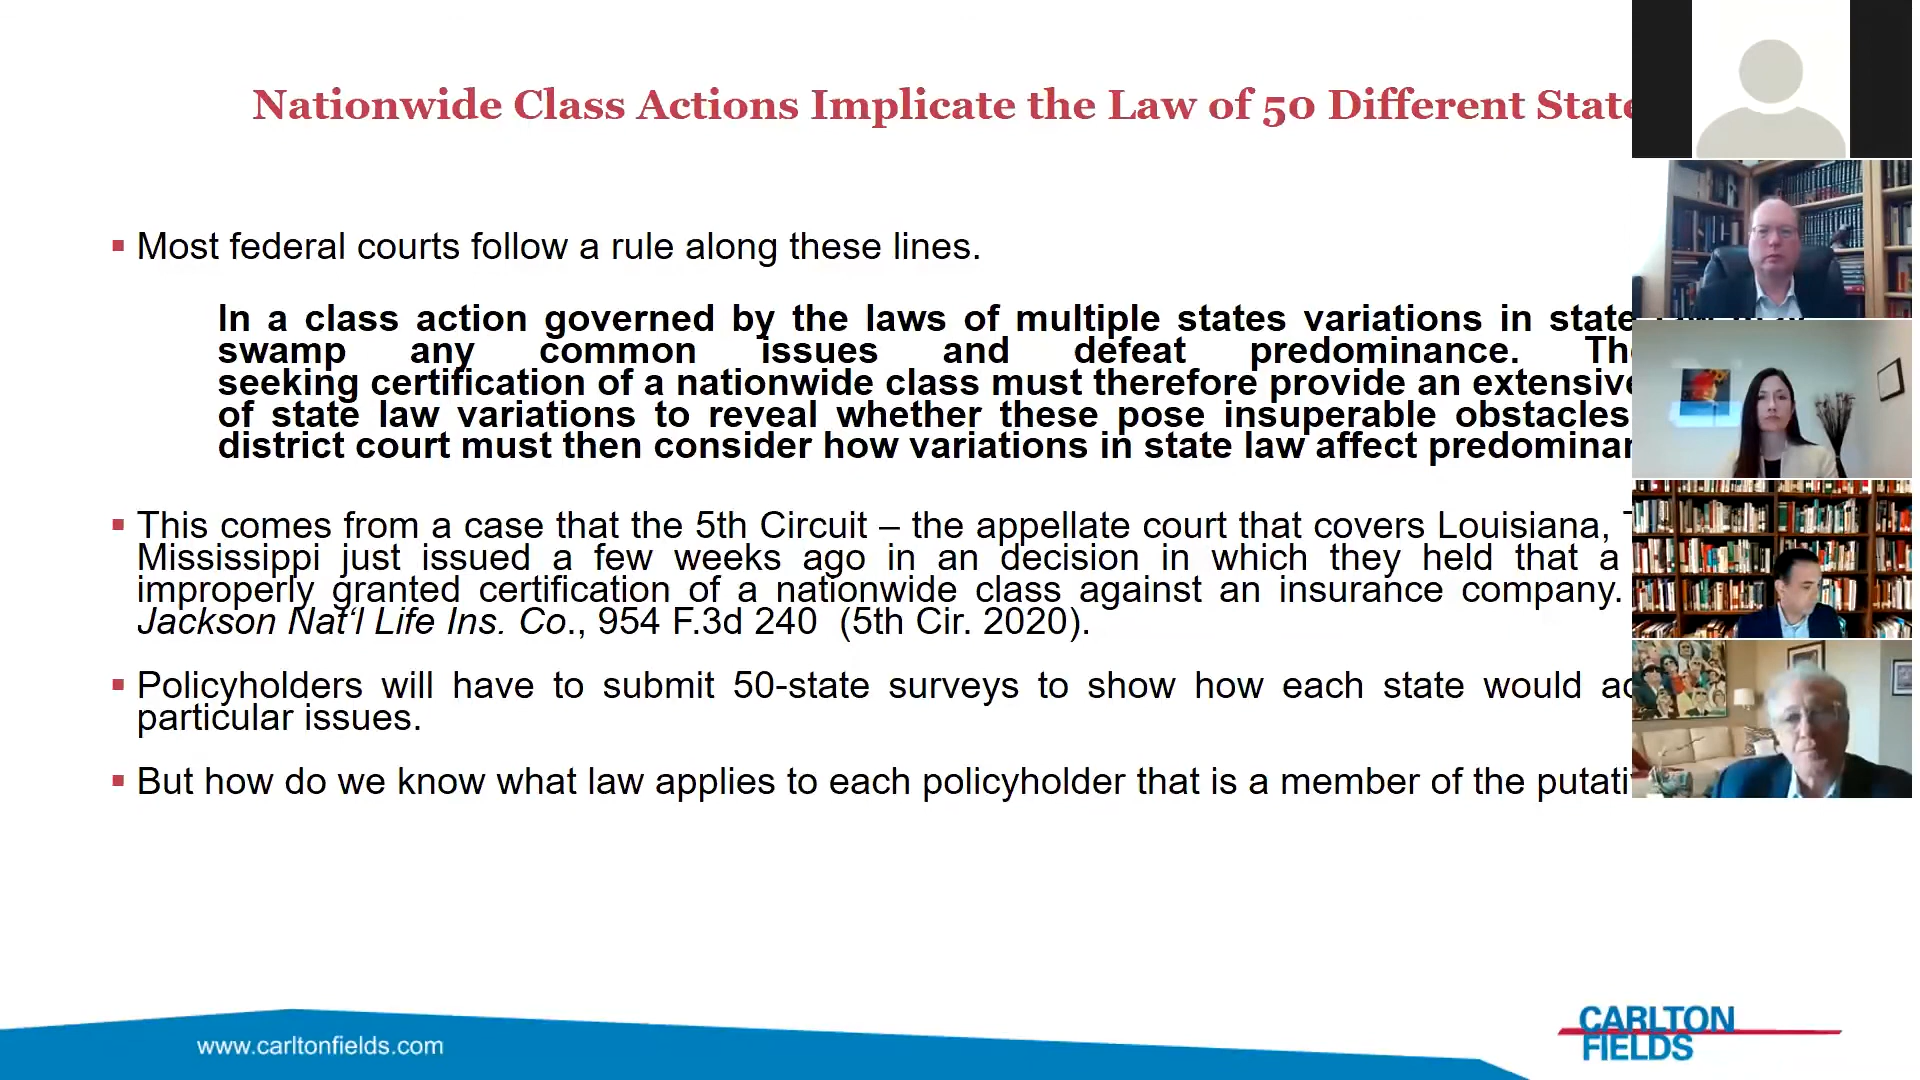 Nationwide Class Actions Implicate the Law of 50 Different State
▪ Most federal courts follow a rule along these lines.
In a class action governed by the laws of multiple states variations in state
swamp any common issues and defeat predominance.
seeking certification of a nationwide class must therefore provide an extensive
of state law variations to reveal whether these pose insuperable obstacles
district court must then consider how variations in state law affect
▪ This comes from a case that the 5th Circuit – the appellate court that covers Louisiana,
Mississippi just issued a few weeks ago in an decision in which they held that a
improperly granted certification of a nationwide class against an insurance company.
Jackson Nat‘l Life Ins. Co., 954 F.3d 240 (5th Cir. 2020).
▪ Policyholders will have to submit 50-state surveys to show how each state would
particular issues.
▪ But how do we know what law applies to each policyholder that is a member of the
www.carltonfields.com
CARLTON
FIELDS